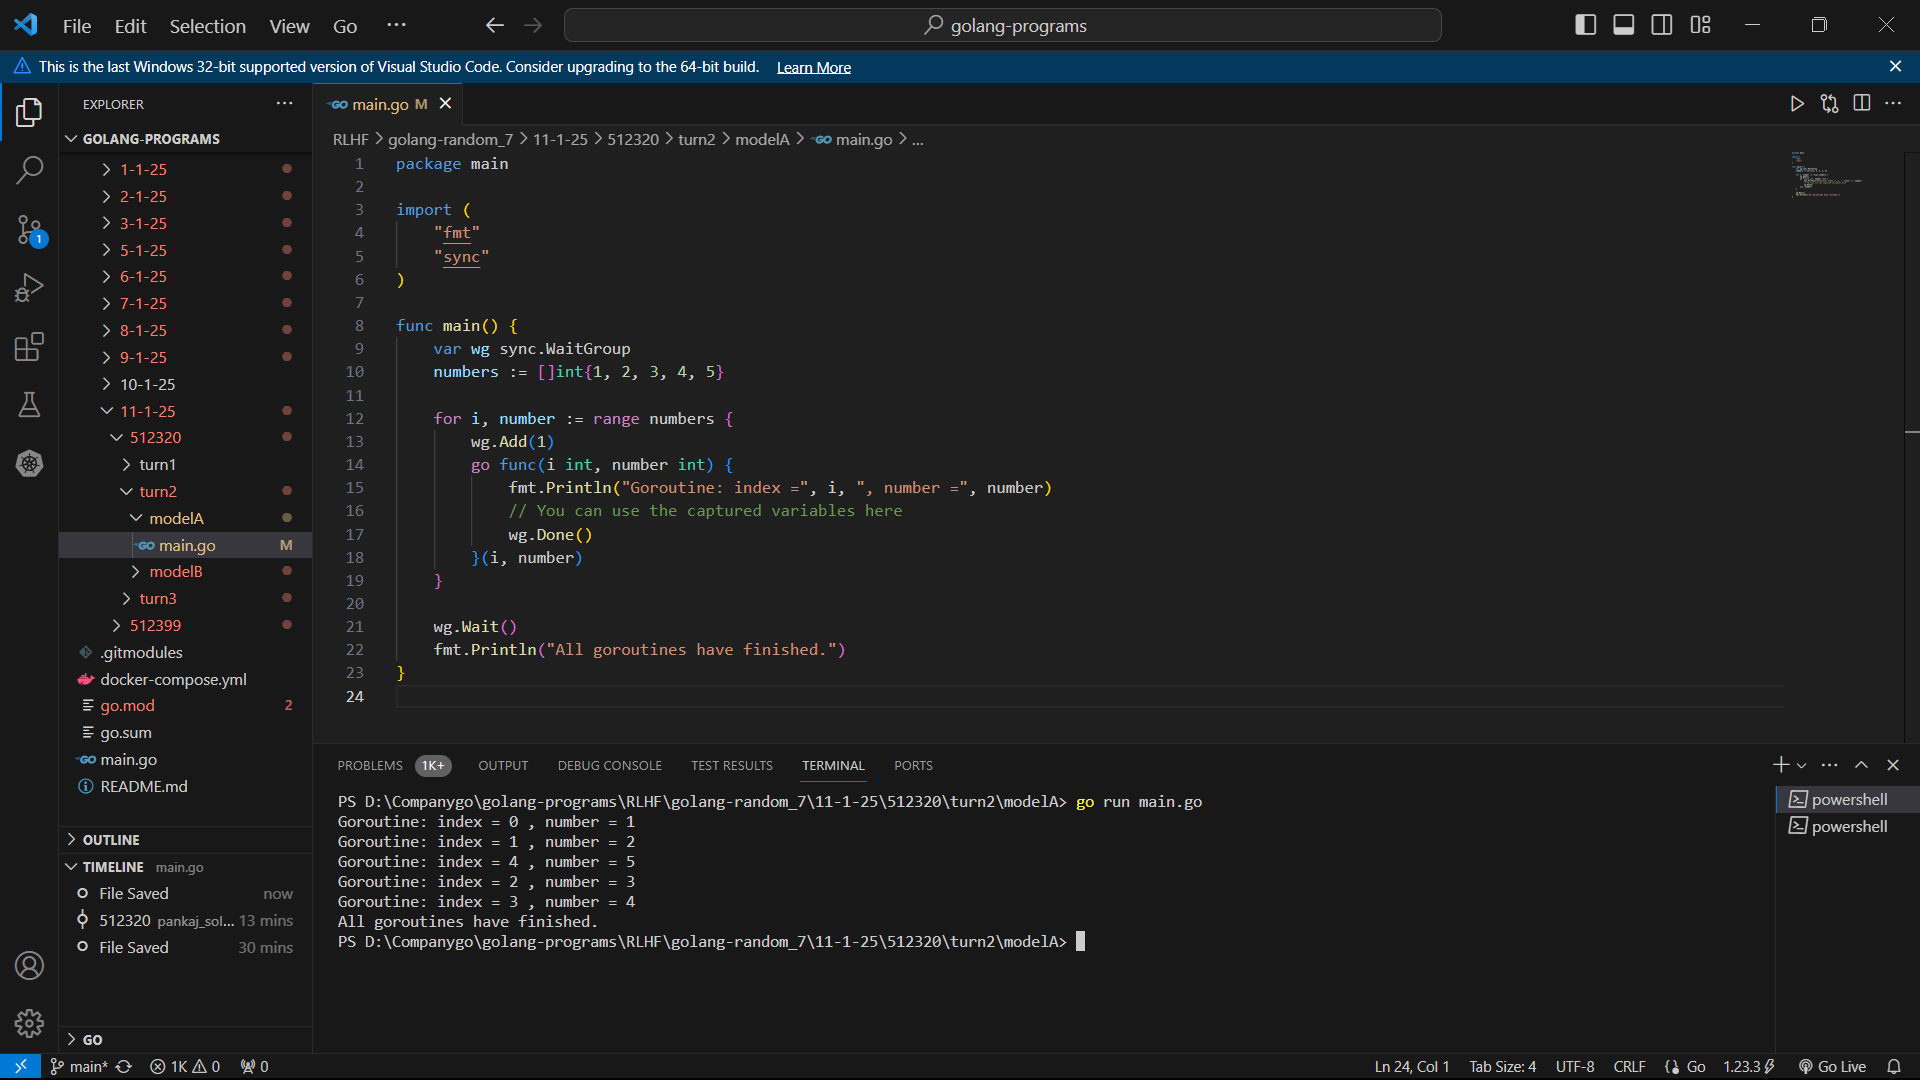 File Edit Selection View Go ···
golang-programs
This is the last Windows 32-bit supported version of Visual Studio Code. Consider upgrading to the 64-bit build. Learn More
EXPLORER
GOLANG-PROGRAMS
1-1-25
2-1-25
3-1-25
5-1-25
6-1-25
7-1-25
8-1-25
9-1-25
10-1-25
11-1-25
512320
turn1
turn2
modelA
main.go M
modelB
turn3
512399
.gitmodules
docker-compose.yml
go.mod 2
go.sum
main.go
README.md
OUTLINE
TIMELINE main.go
File Saved now
512320 pankaj_sol... 13 mins
File Saved 30 mins
GO
1
main.go M
RLHF > golang-random_7 > 11-1-25 > 512320 > turn2 > modelA > main.go > ...
1 package main
2
3 import (
4 "fmt"
5 "sync"
6 )
7
8 func main() {
9 var wg sync.WaitGroup
10 numbers := []int{1, 2, 3, 4, 5}
11
12 for i, number := range numbers {
13 wg.Add(1)
14 go func(i int, number int) {
15 fmt.Println("Goroutine: index =", i, ", number =", number)
16 // You can use the captured variables here
17 wg.Done()
18 }(i, number)
19 }
20
21 wg.Wait()
22 fmt.Println("All goroutines have finished.")
23 }
24
PROBLEMS 1K+ OUTPUT DEBUG CONSOLE TEST RESULTS TERMINAL PORTS
PS D:\Companygo\golang-programs\RLHF\golang-random_7\11-1-25\512320\turn2\modelA> go run main.go
Goroutine: index = 0 , number = 1
Goroutine: index = 1 , number = 2
Goroutine: index = 4 , number = 5
Goroutine: index = 2 , number = 3
Goroutine: index = 3 , number = 4
All goroutines have finished.
PS D:\Companygo\golang-programs\RLHF\golang-random_7\11-1-25\512320\turn2\modelA>
powershell
powershell
main* 1K 0 0 Ln 24, Col 1 Tab Size: 4 UTF-8 CRLF Go 1.23.3 Go Live